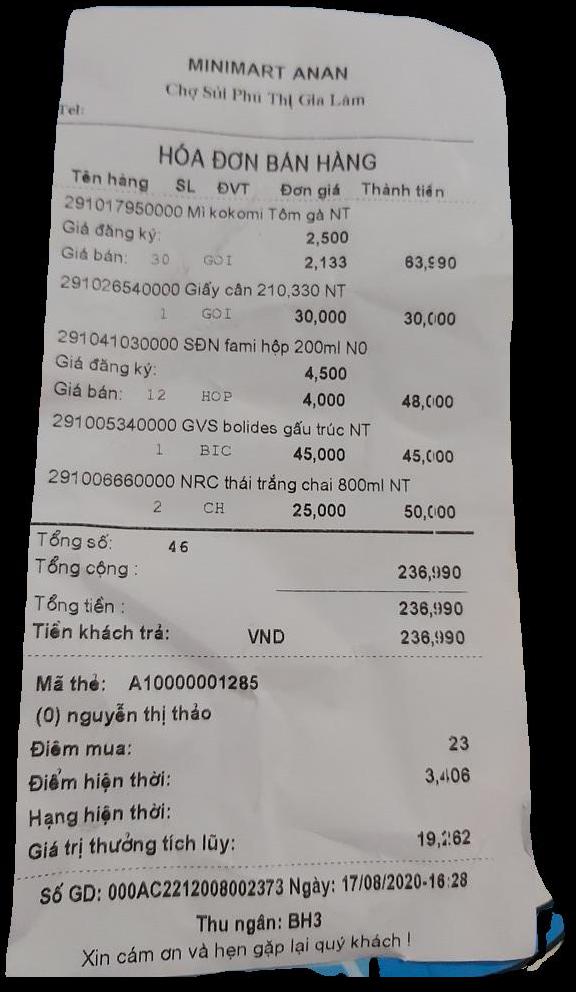 MINIMART ANAN
Chợ Sủi Phú Thị Gia Lâm
Tel:
HÓA ĐƠN BÁN HÀNG
Tên hàng SL ĐVT Đơn giá Thành tiền
291017950000 Mì kokomi Tôm gà NT
Giá đăng ký: 2,500
Giá bán: 30 GOI 2,133 63,990
291026540000 Giấy cân 210,330 NT
1 GOI 30,000 30,000
291041030000 SĐN fami hộp 200ml NO
Giá đăng ký: 4,500
Giá bán: 12 HOP 4,000 48,000
291005340000 GVS bolides gấu trúc NT
1 BIC 45,000 45,000
291006660000 NRC thái trắng chai 800ml NT
2 CH 25,000 50,000
Tổng số: 46
Tổng cộng : 236,990
Tổng tiền : 236,990
Tiền khách trả: VND 236,990
Mã thẻ: A10000001285
(0) nguyễn thị thảo
Điểm mua: 23
Điểm hiện thời: 3,406
Hạng hiện thời:
Giá trị thưởng tích lũy: 19,262
Số GD: 000AC2212008002373 Ngày: 17/08/2020-16:28
Thu ngân: BH3
Xin cám ơn và hẹn gặp lại quý khách !